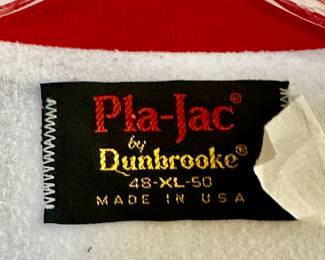 Pla-Jac®
by
Dunbrooke®
48-XL-50
MADE IN USA